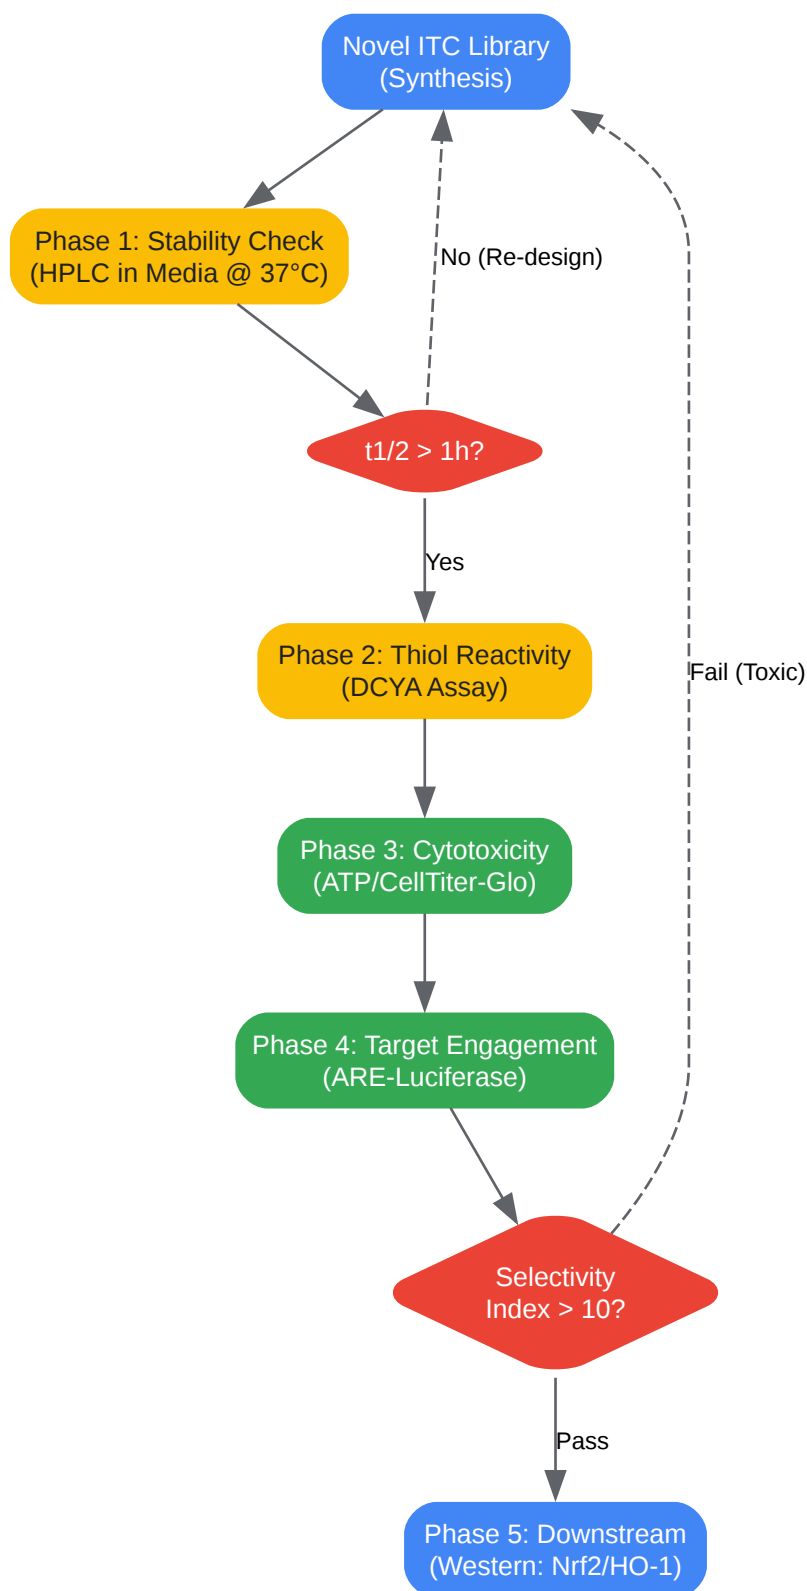 Novel ITC Library
(Synthesis)
Phase 1: Stability Check
(HPLC in Media @ 37°C)
No (Re-design)
t1/2 > 1h?
Yes
Phase 2: Thiol Reactivity
(DCYA Assay)
Fail (Toxic)
Phase 3: Cytotoxicity
(ATP/CellTiter-Glo)
Phase 4: Target Engagement
(ARE-Luciferase)
Selectivity
Index > 10?
Pass
Phase 5: Downstream
(Western: Nrf2/HO-1)